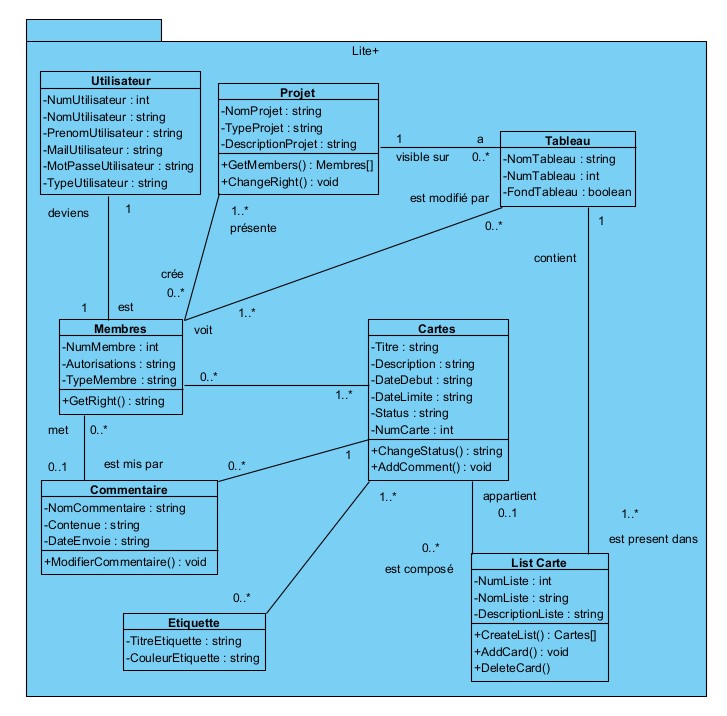 Lite+
Utilisateur
-NumUtilisateur : int
-NomUtilisateur : string
-PrenomUtilisateur : string
-MailUtilisateur : string
-MotPasseUtilisateur : string
-TypeUtilisateur : string
Projet
-NomProjet : string
-TypeProjet : string
-DescriptionProjet : string
+GetMembers() : Membres[]
+ChangeRight() : void
1
a
visible sur
0..*
Tableau
-NomTableau : string
-NumTableau : int
-FondTableau : boolean
deviens
1
1..*
présente
est modifié par
0..*
1
contient
crée
0..*
1
est
1..*
voit
Membres
-NumMembre : int
-Autorisations : string
-TypeMembre : string
+GetRight() : string
0..*
1..*
Cartes
-Titre : string
-Description : string
-DateDebut : string
-DateLimite : string
-Status : string
-NumCarte : int
+ChangeStatus() : string
+AddComment() : void
met
0..*
0..1
est mis par
0..*
1
Commentaire
-NomCommentaire : string
-Contenue : string
-DateEnvoie : string
+ModifierCommentaire() : void
1..*
appartient
0..1
1..*
est present dans
0..*
est composé
List Carte
-NumListe : int
-NomListe : string
-DescriptionListe : string
+CreateList() : Cartes[]
+AddCard() : void
+DeleteCard()
0..*
Etiquette
-TitreEtiquette : string
-CouleurEtiquette : string